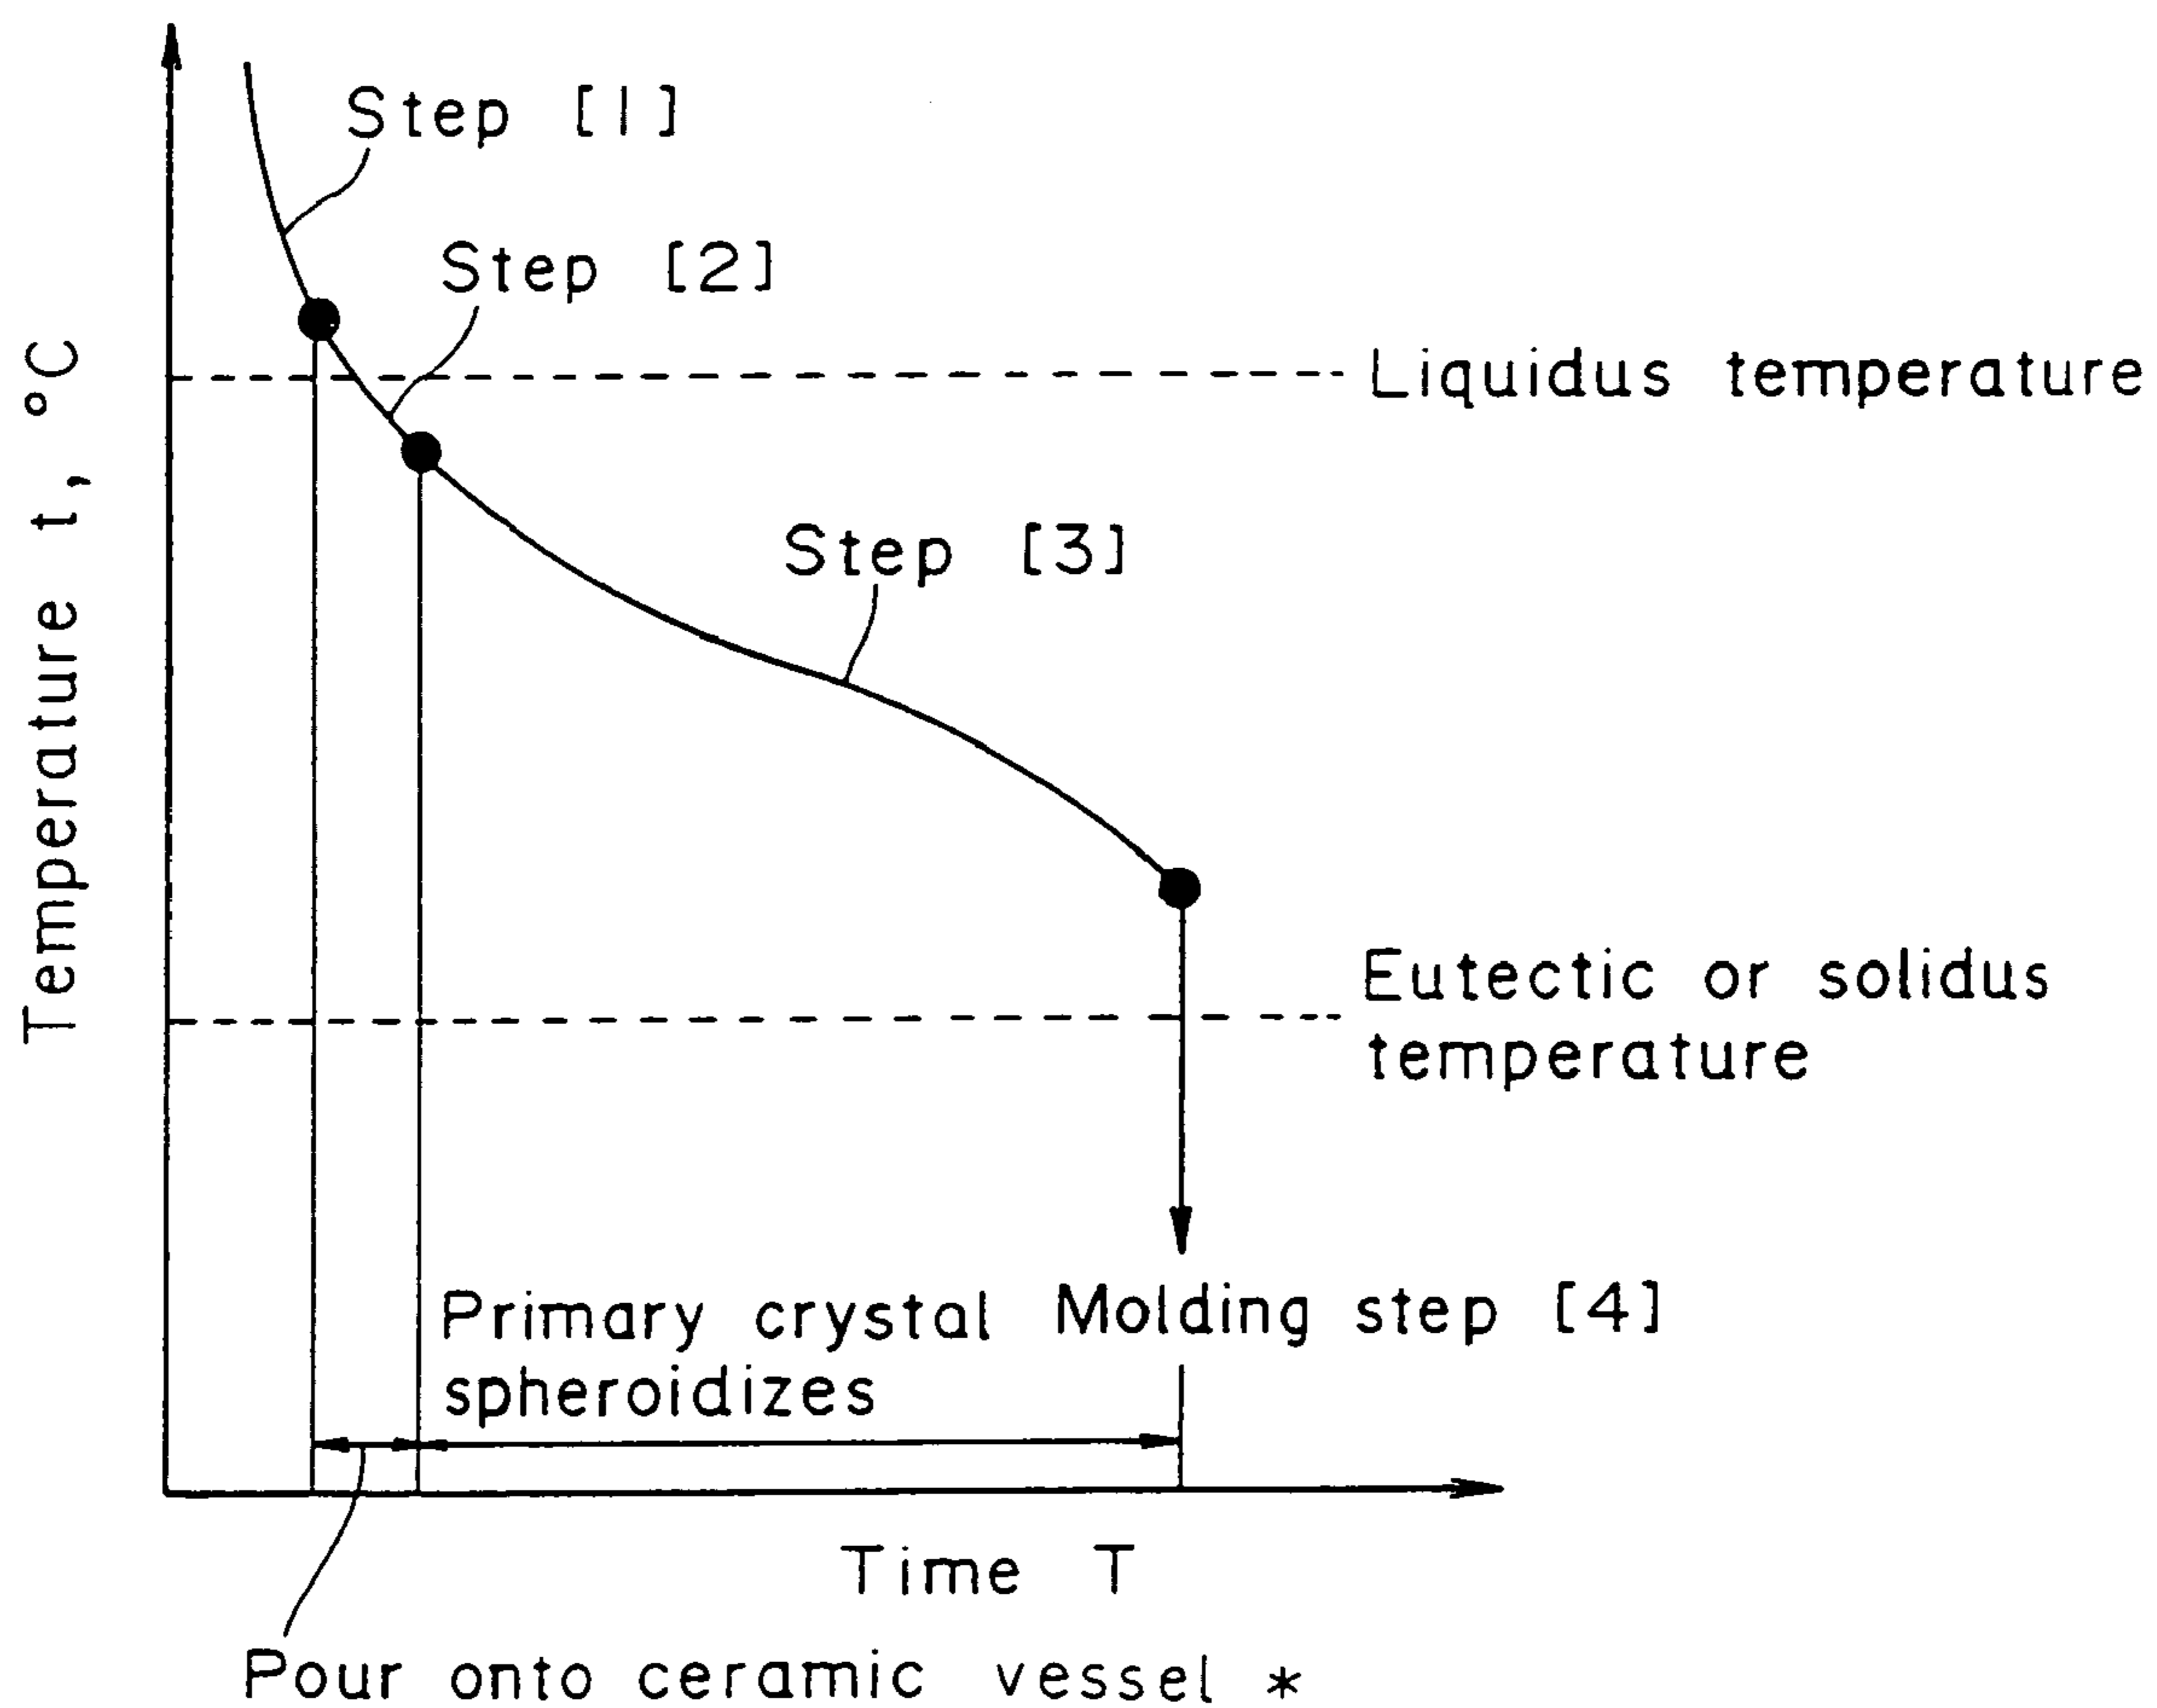 Step [1]
Step [2]
Liquidus temperature
Step [3]
Temperature t, °C
Eutectic or solidus
temperature
Primary crystal
spheroidizes
Molding step [4]
Time T
Pour onto ceramic vessel *